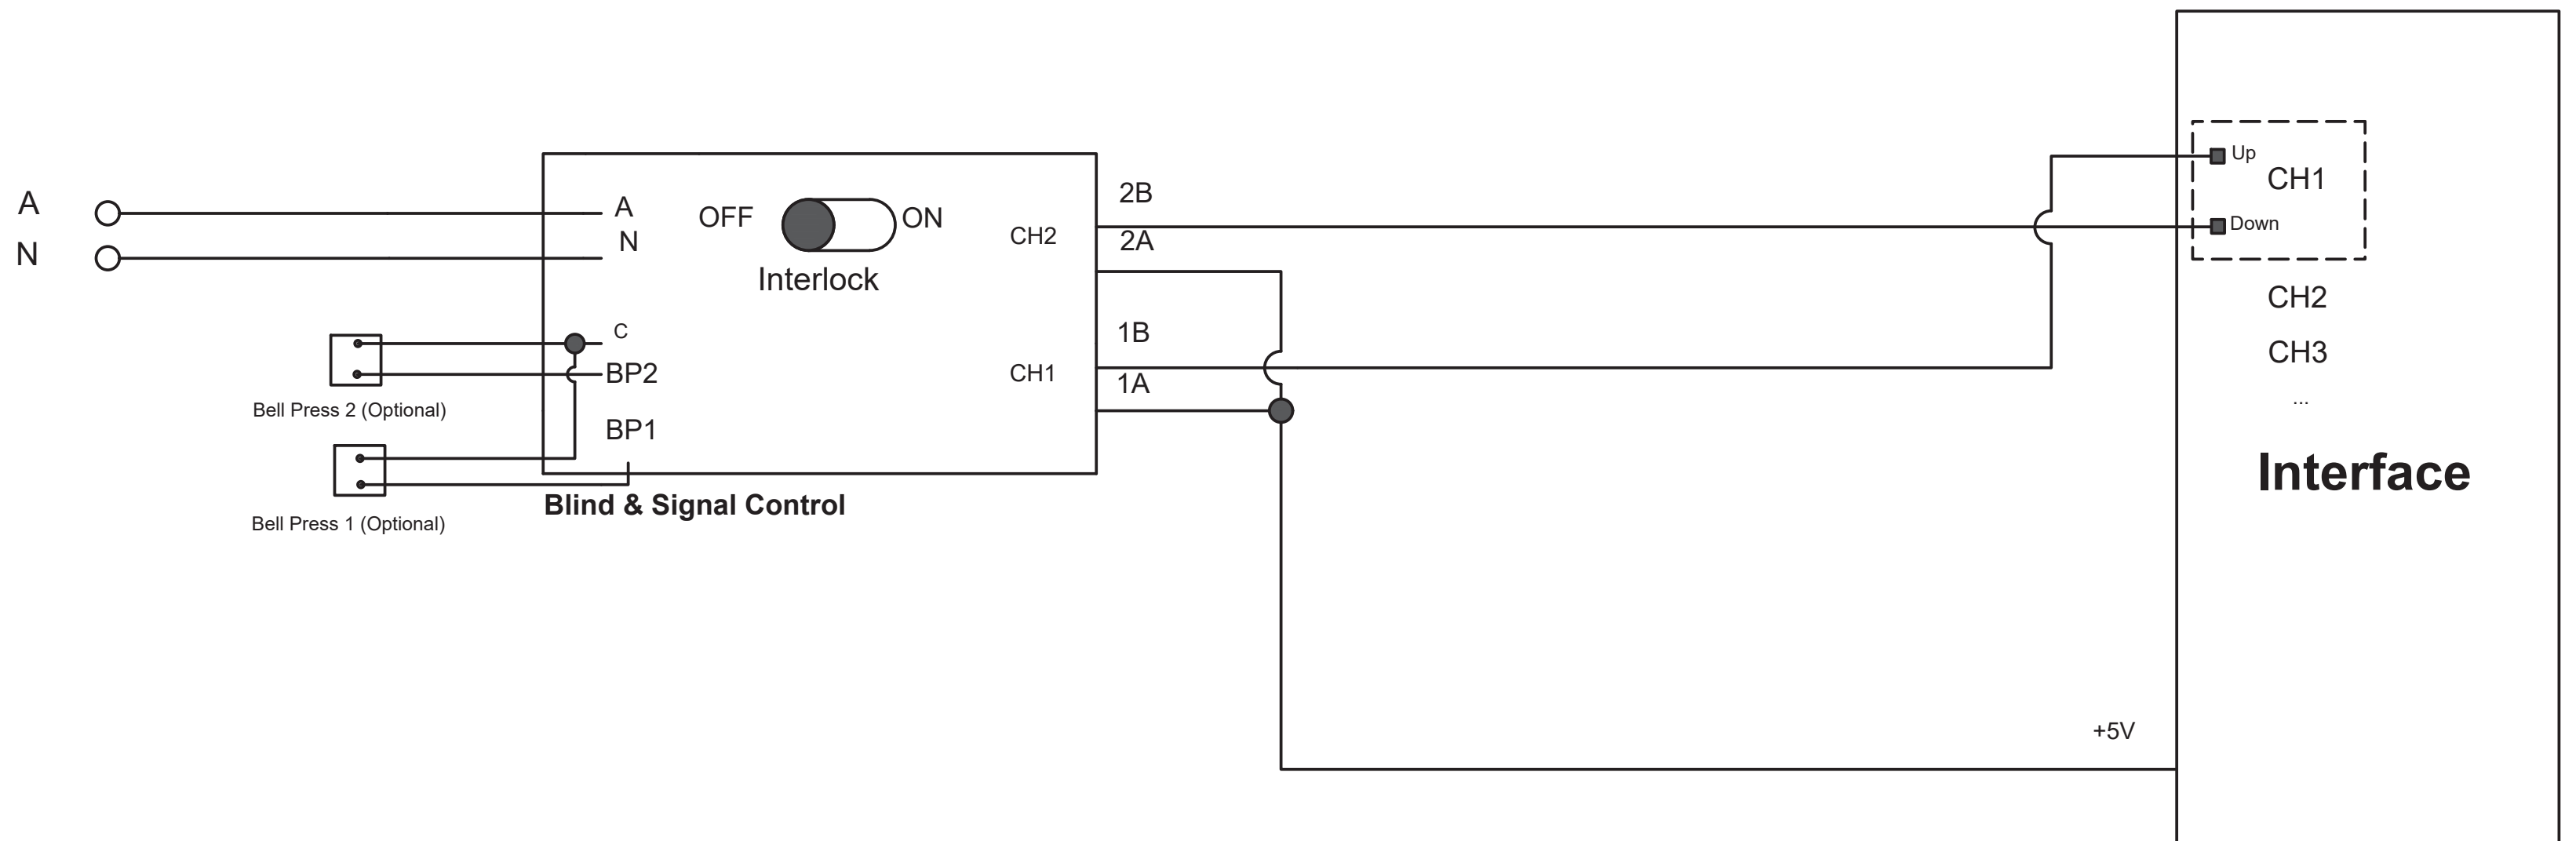 A
N
A
N
OFF
ON
Interlock
CH2
2B
2A
C
BP2
BP1
CH1
1B
1A
Bell Press 2 (Optional)
Bell Press 1 (Optional)
Blind & Signal Control
Up
CH1
Down
CH2
CH3
...
Interface
+5V